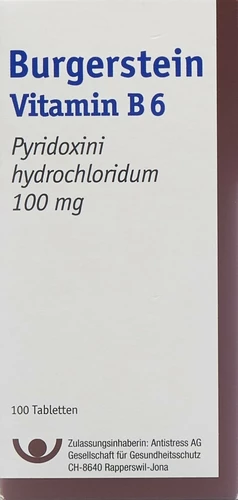 Burgerstein
Vitamin B 6
Pyridoxini
hydrochloridum
100 mg
100 Tabletten
Zulassungsinhaberin: Antistress AG
Gesellschaft für Gesundheitsschutz
CH-8640 Rapperswil-Jona